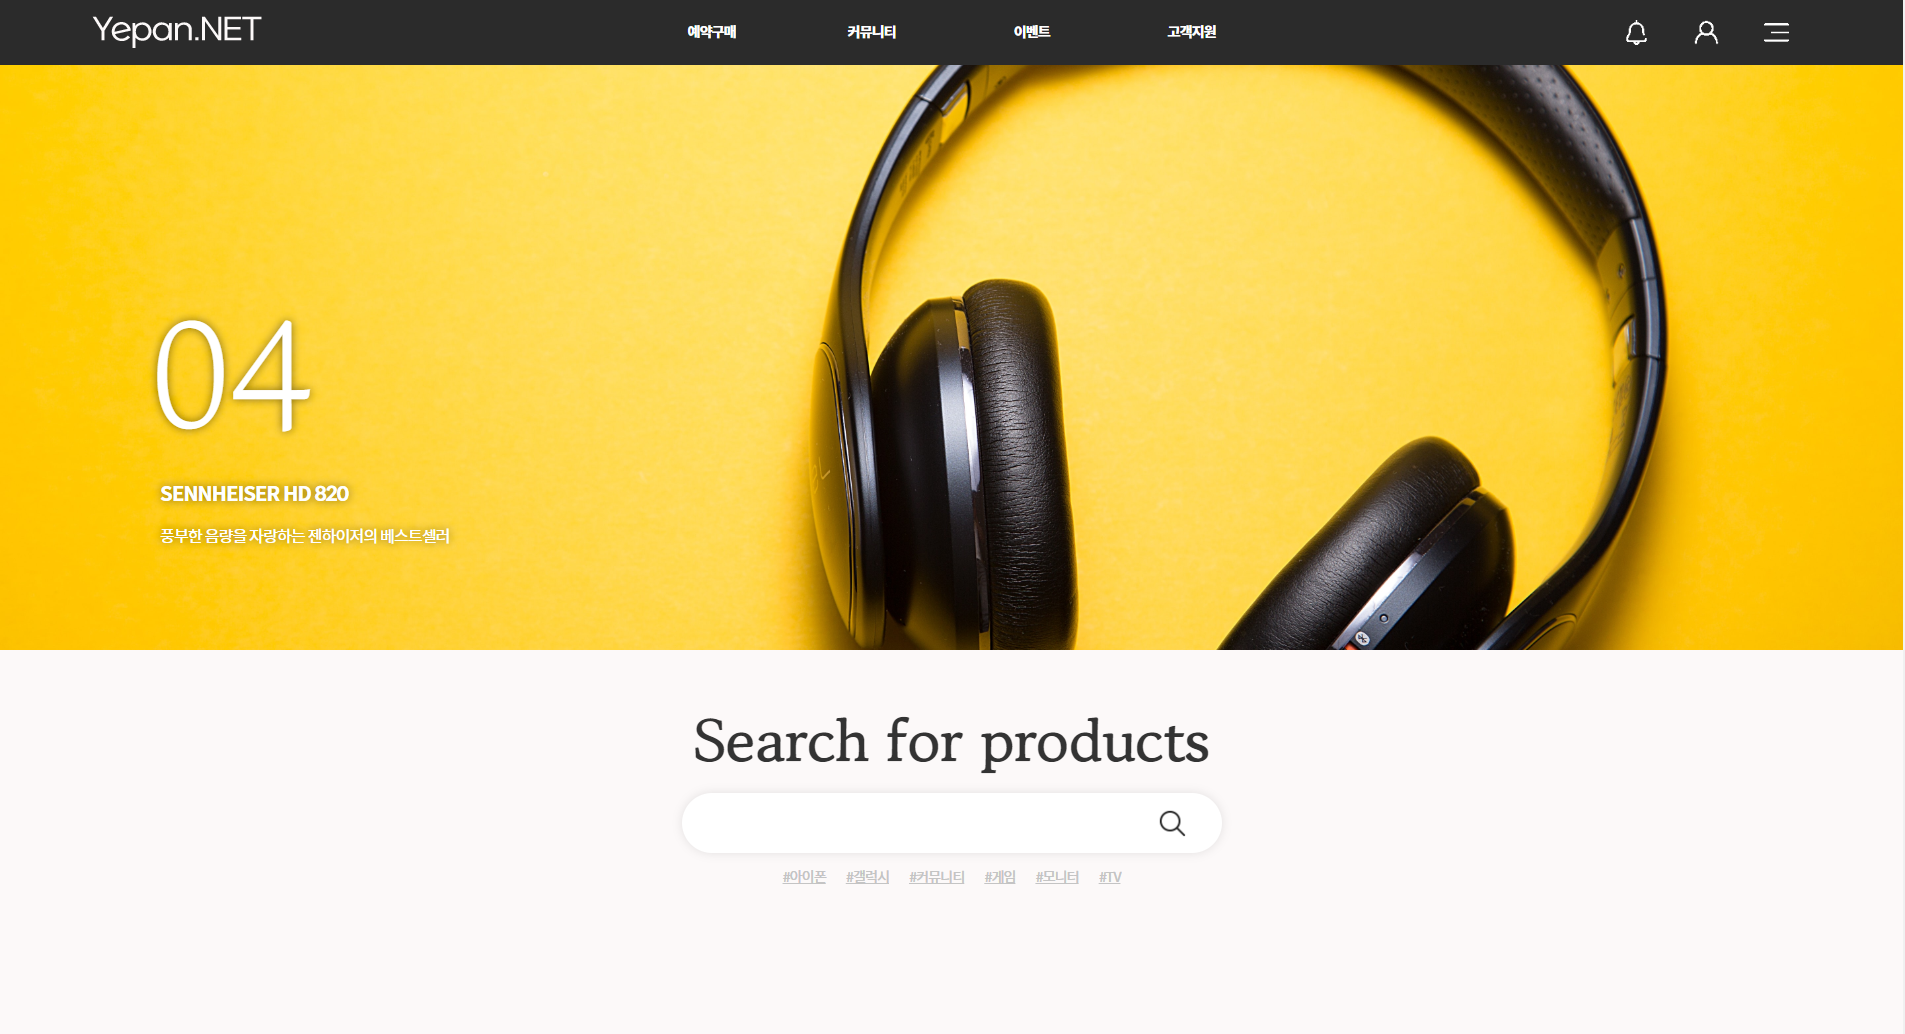 Yepan.NET
예약구매 커뮤니티 이벤트 고객지원
04
SENNHEISER HD 820
풍부한 음량을 자랑하는 젠하이저의 베스트셀러
Search for products
#아이폰 #갤럭시 #커뮤니티 #게임 #모니터 #TV